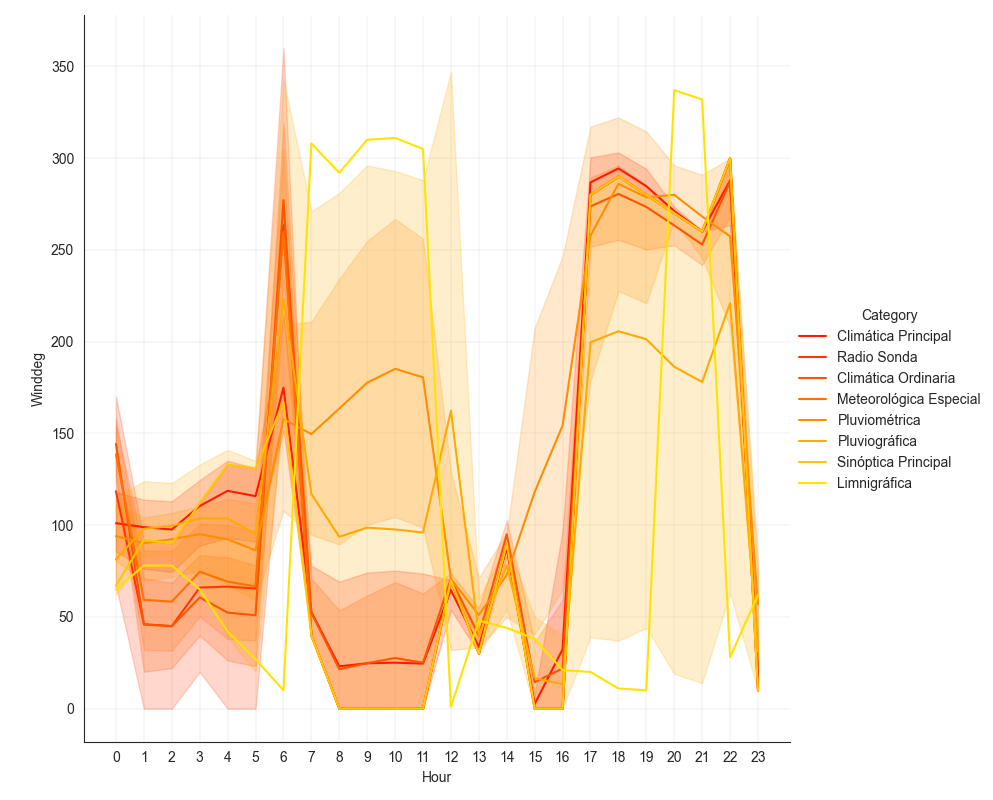 350
300
250
200
150
100
50
0
Winddeg
0 1 2 3 4 5 6 7 8 9 10 11 12 13 14 15 16 17 18 19 20 21 22 23
Hour
Category
Climática Principal
Radio Sonda
Climática Ordinaria
Meteorológica Especial
Pluviométrica
Pluviográfica
Sinóptica Principal
Limnigráfica